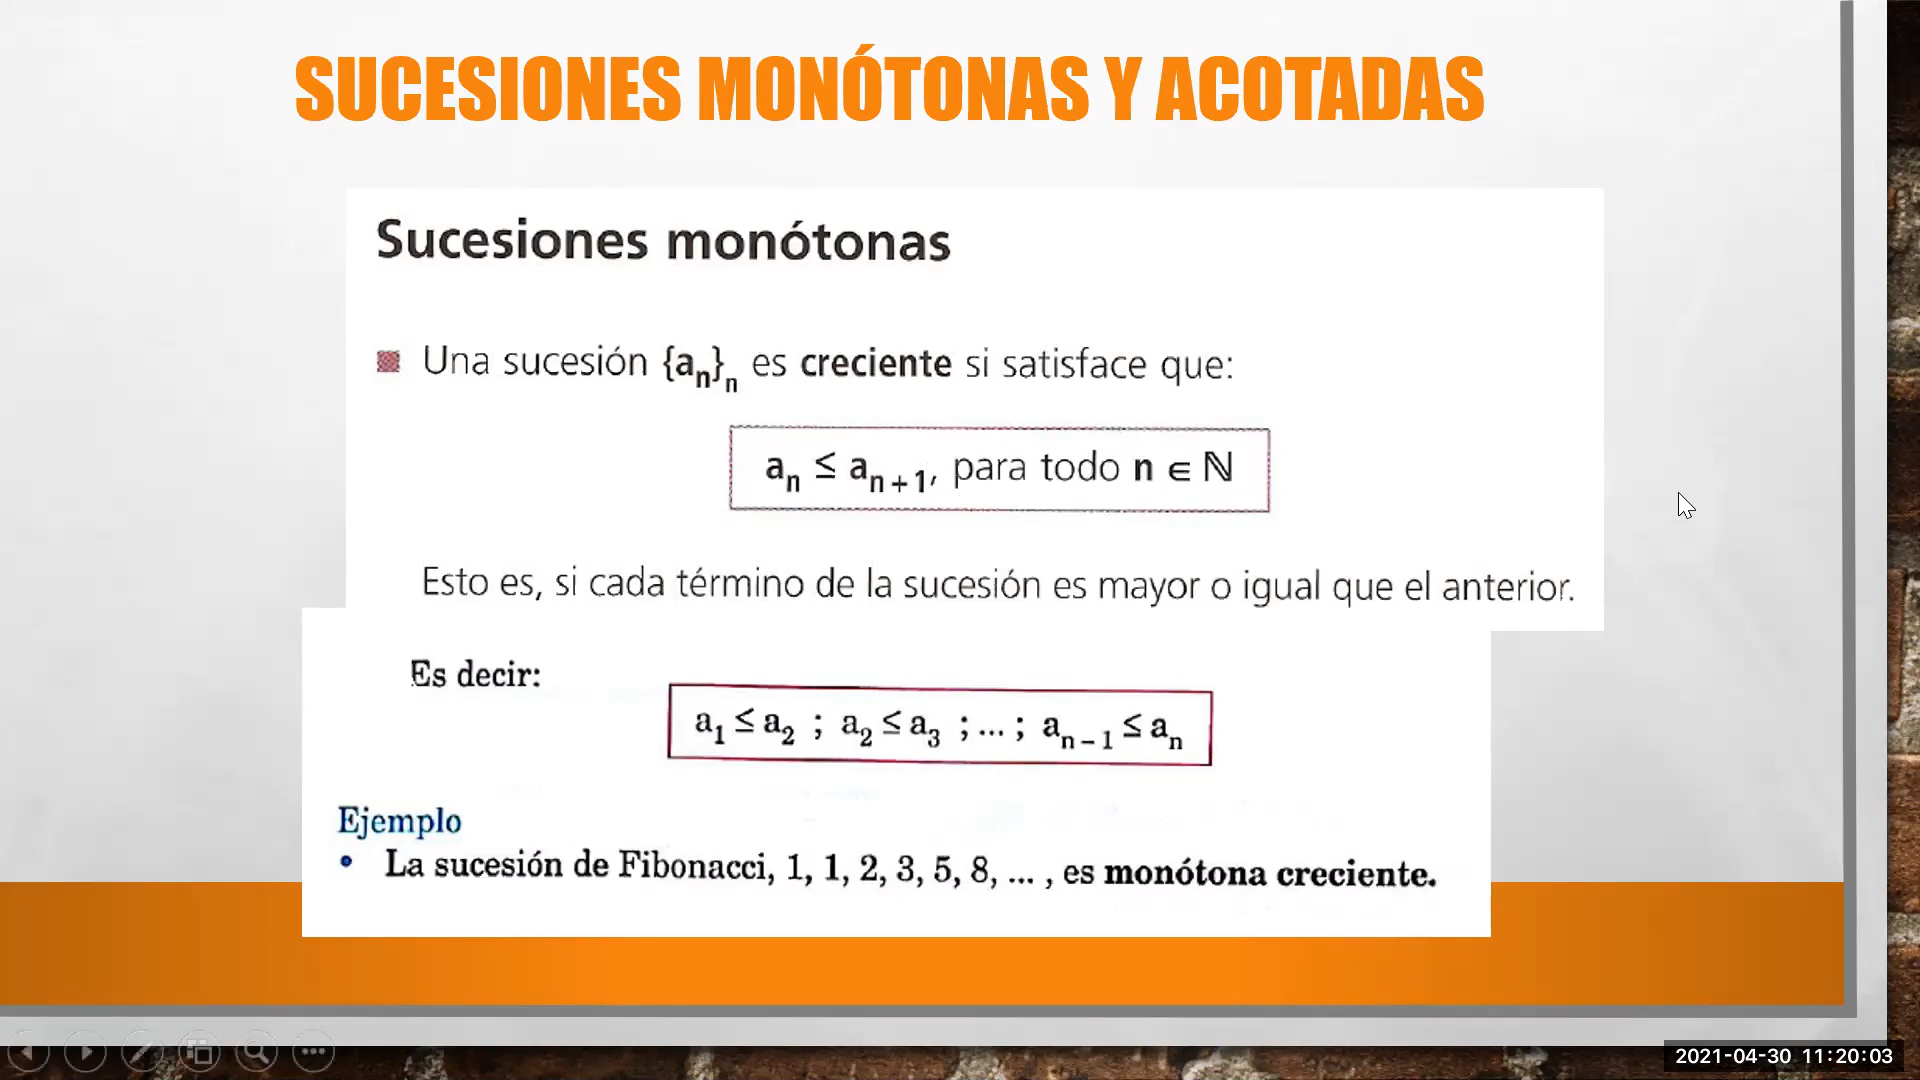 SUCESIONES MONÓTONAS Y ACOTADAS
Sucesiones monótonas
Una sucesión {aₙ}ₙ es creciente si satisface que:
aₙ ≤ aₙ₊₁, para todo n ∈ ℕ
Esto es, si cada término de la sucesión es mayor o igual que el anterior.
Es decir:
a₁ ≤ a₂ ; a₂ ≤ a₃ ; ... ; aₙ₋₁ ≤ aₙ
Ejemplo
• La sucesión de Fibonacci, 1, 1, 2, 3, 5, 8, ... , es monótona creciente.
2021-04-30 11:20:03